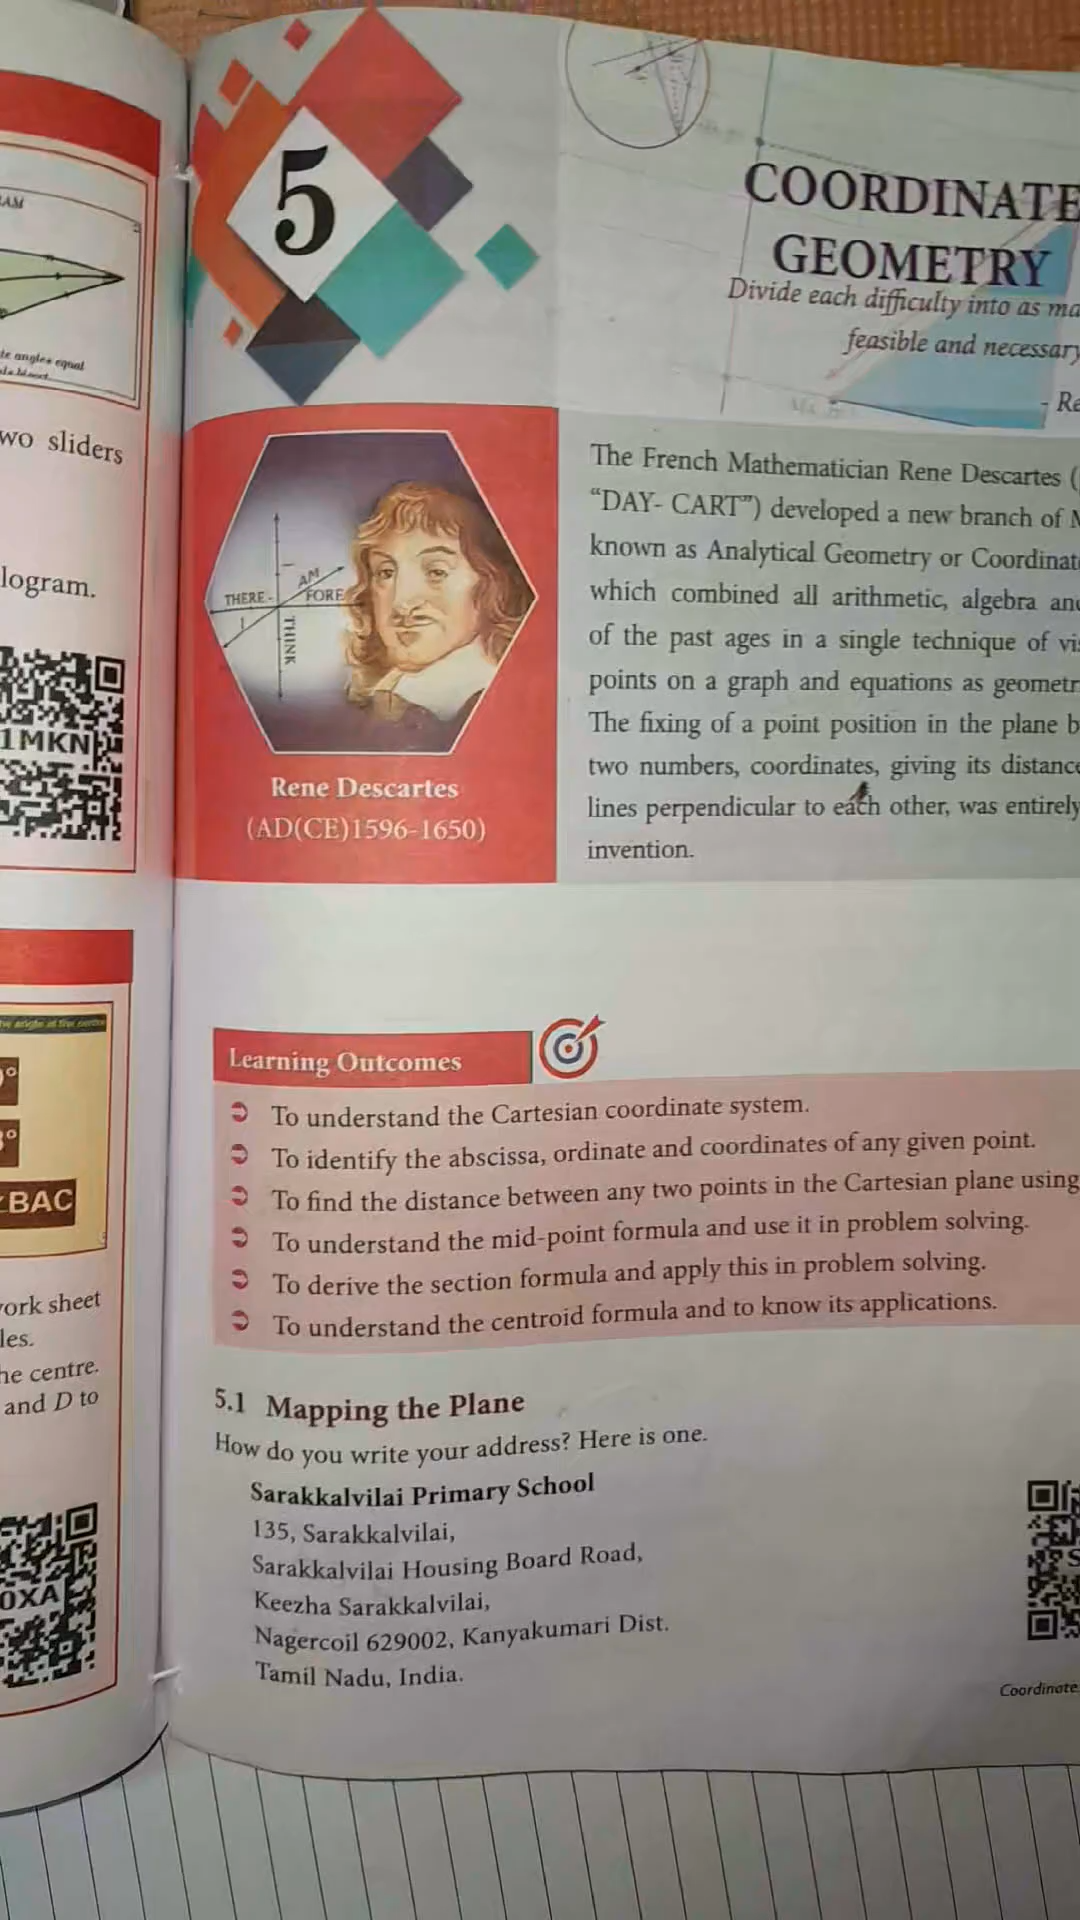 AM
te angles equal
wo sliders
logram.
1MKN
BAC
ork sheet
les.
he centre.
and D to
0XA
5
COORDINATE
GEOMETRY
Divide each difficulty into as ma
feasible and necessary
- Re
THERE-
AM
FORE
I
THINK
Rene Descartes
(AD(CE)1596-1650)
The French Mathematician Rene Descartes (
“DAY- CART”) developed a new branch of M
known as Analytical Geometry or Coordinat
which combined all arithmetic, algebra and
of the past ages in a single technique of vis
points on a graph and equations as geometr
The fixing of a point position in the plane b
two numbers, coordinates, giving its distance
lines perpendicular to each other, was entirely
invention.
Learning Outcomes
To understand the Cartesian coordinate system.
To identify the abscissa, ordinate and coordinates of any given point.
To find the distance between any two points in the Cartesian plane using
To understand the mid-point formula and use it in problem solving.
To derive the section formula and apply this in problem solving.
To understand the centroid formula and to know its applications.
5.1 Mapping the Plane
How do you write your address? Here is one.
Sarakkalvilai Primary School
135, Sarakkalvilai,
Sarakkalvilai Housing Board Road,
Keezha Sarakkalvilai,
Nagercoil 629002, Kanyakumari Dist.
Tamil Nadu, India.
Coordinate